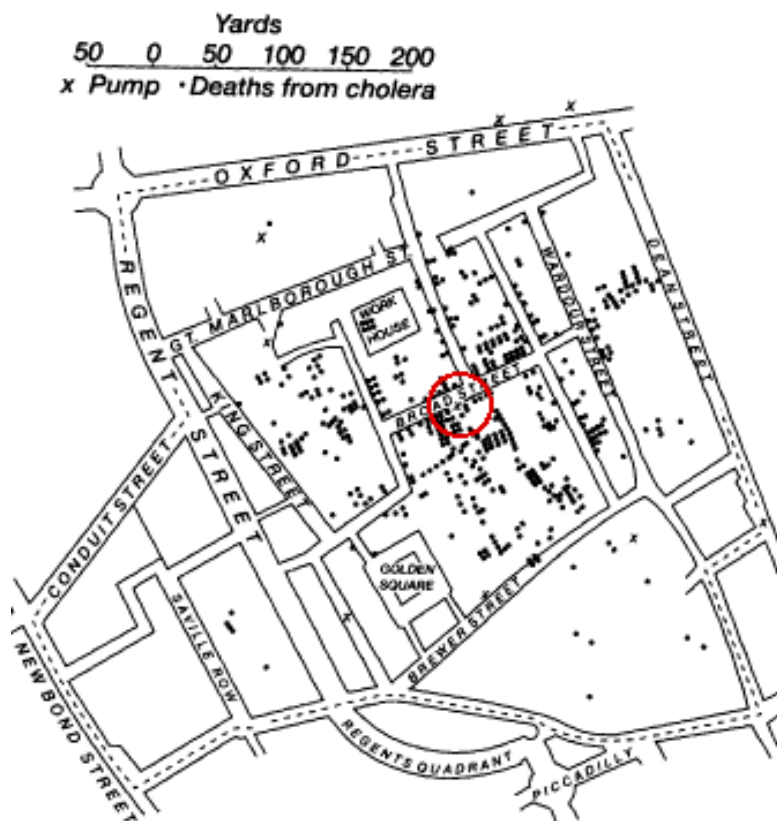 Yards
50 0 50 100 150 200
x Pump • Deaths from cholera
OXFORD STREET
REGENT STREET
GT. MARLBOROUGH ST.
WORK
HOUSE
BROAD STREET
WARDOUR STREET
DEAN STREET
KING STREET
CONDUIT STREET
GOLDEN
SQUARE
SAVILLE ROW
BREWER STREET
NEW BOND STREET
REGENTS QUADRANT
PICCADILLY